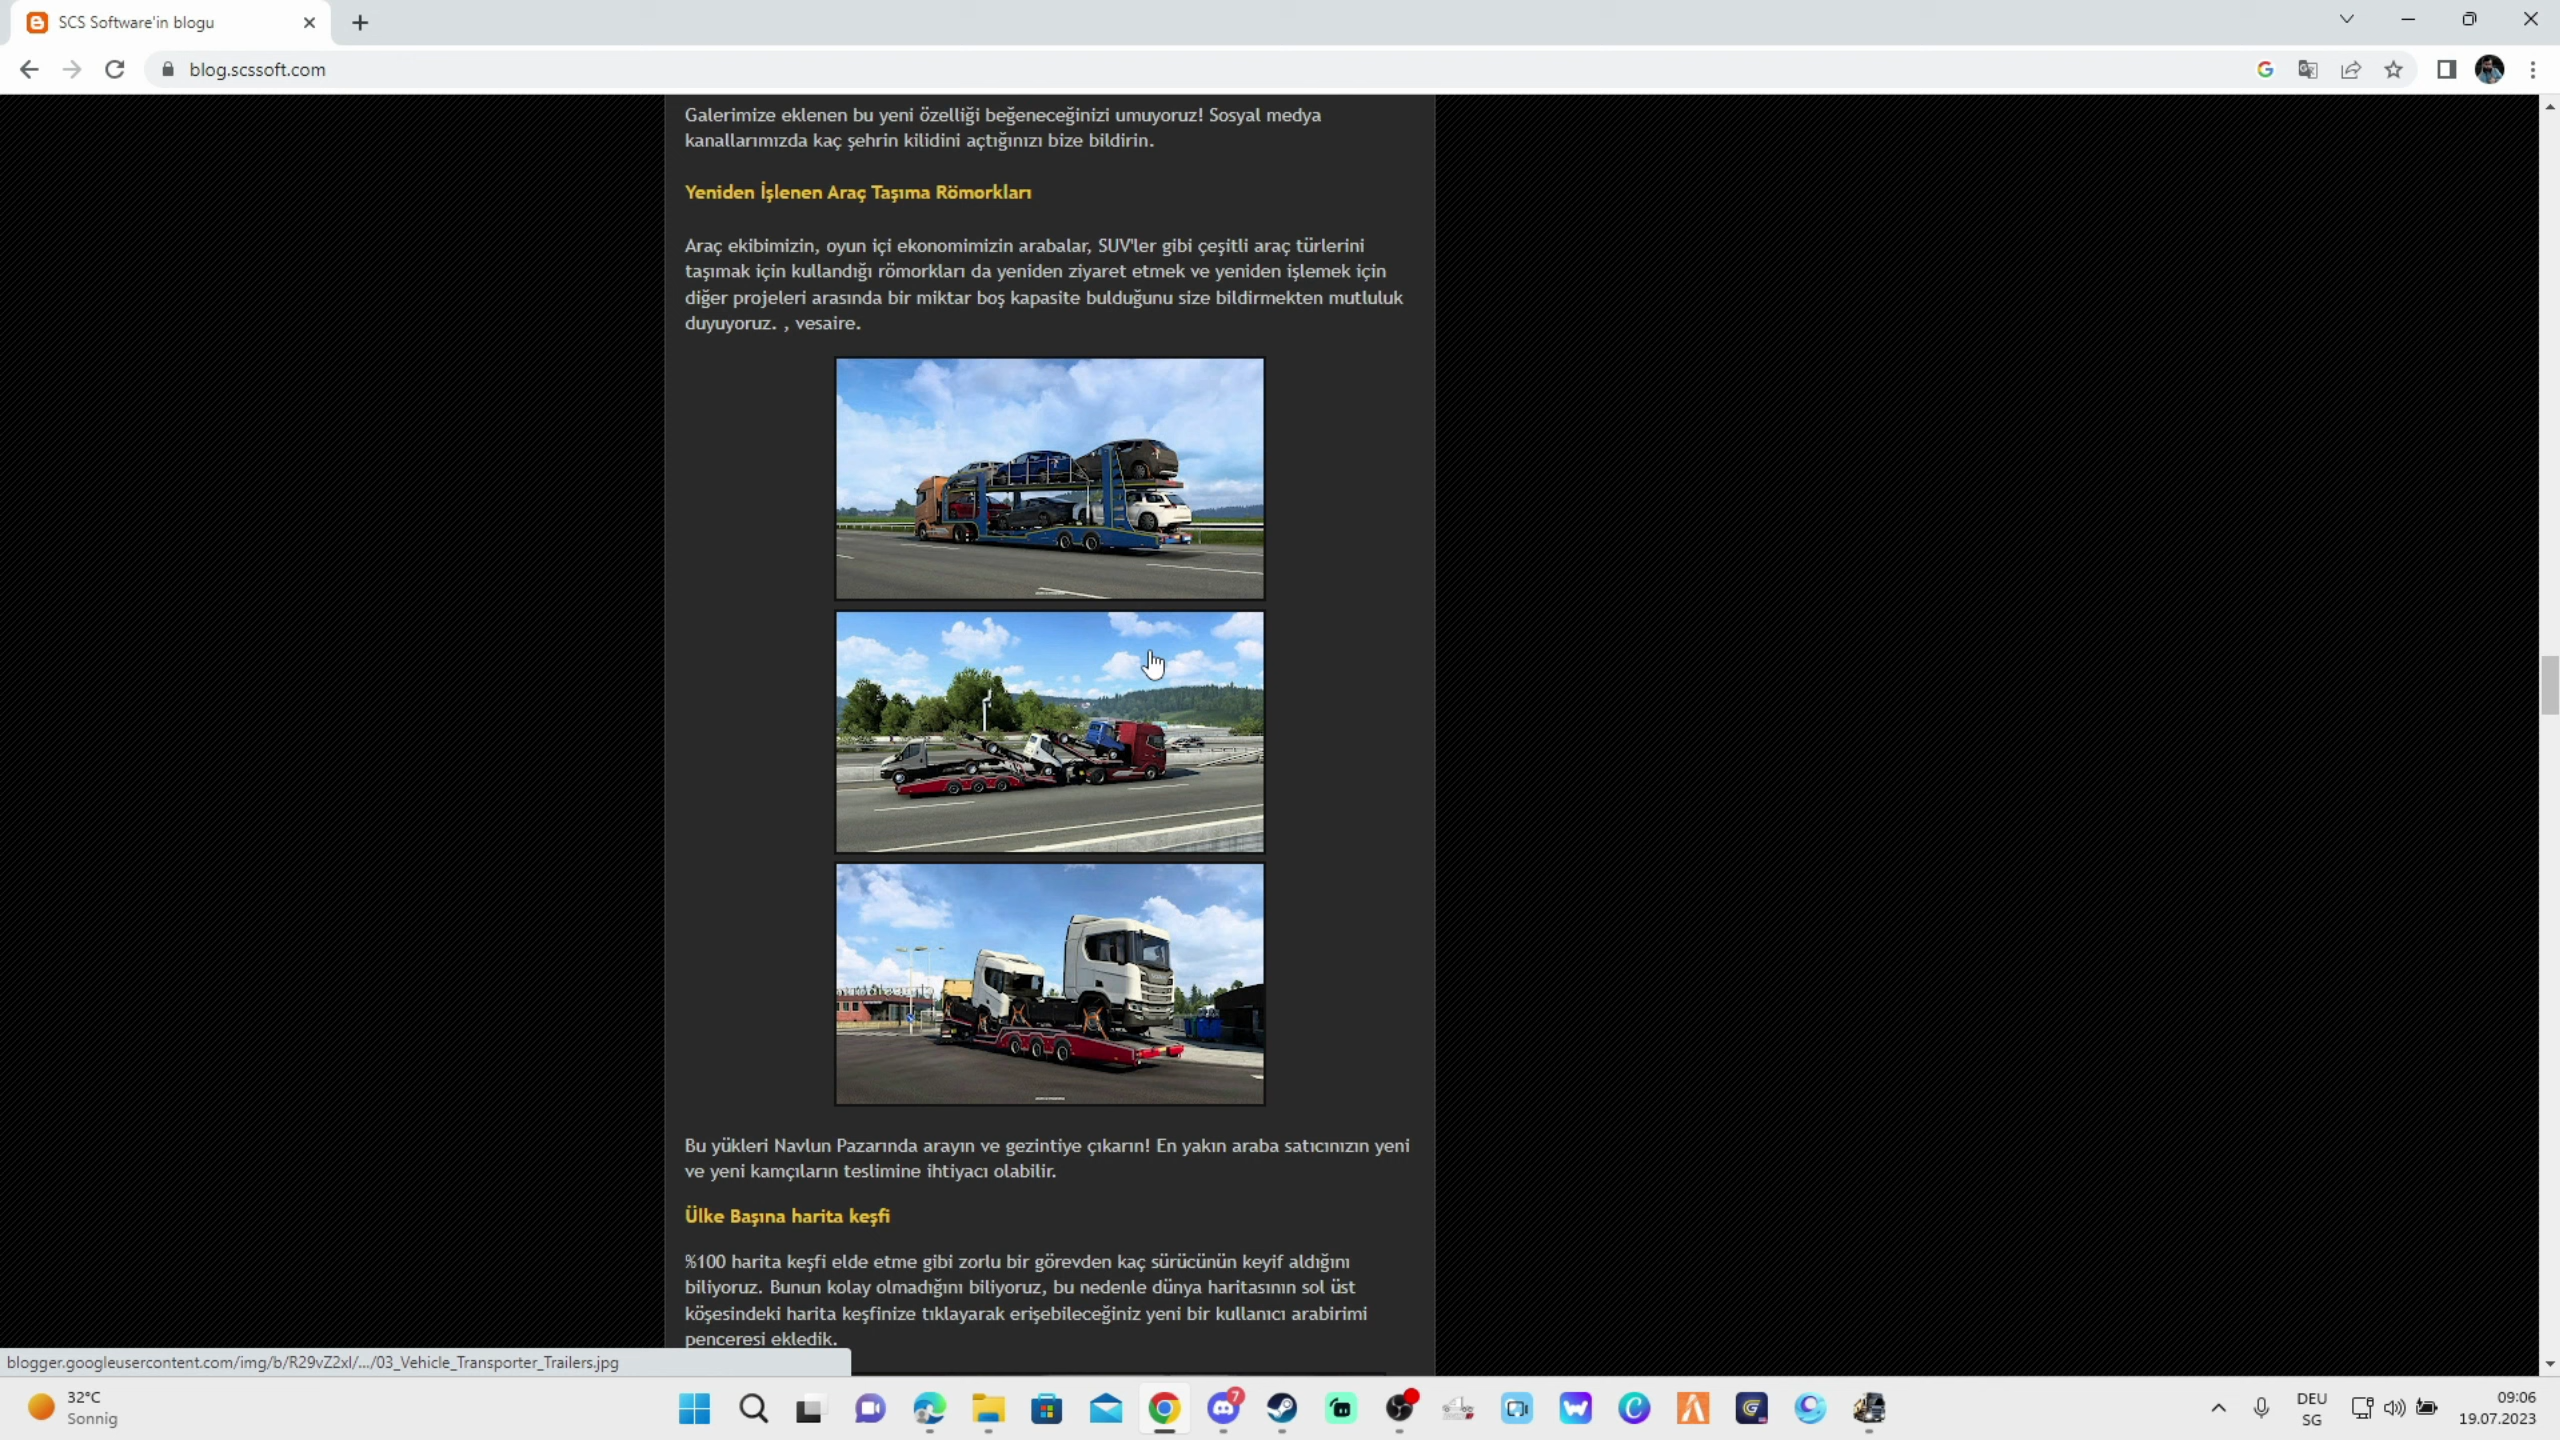 SCS Software'in blogu
blog.scssoft.com
Galerimize eklenen bu yeni özelliği beğeneceğinizi umuyoruz! Sosyal medya
kanallarımızda kaç şehrin kilidini açtığınızı bize bildirin.
Yeniden İşlenen Araç Taşıma Römorkları
Araç ekibimizin, oyun içi ekonomimizin arabalar, SUV'ler gibi çeşitli araç türlerini
taşımak için kullandığı römorkları da yeniden ziyaret etmek ve yeniden işlemek için
diğer projeleri arasında bir miktar boş kapasite bulduğunu size bildirmekten mutluluk
duyuyoruz. , vesaire.
Bu yükleri Navlun Pazarında arayın ve gezintiye çıkarın! En yakın araba satıcınızın yeni
ve yeni kamçıların teslimine ihtiyacı olabilir.
Ülke Başına harita keşfi
%100 harita keşfi elde etme gibi zorlu bir görevden kaç sürücünün keyif aldığını
biliyoruz. Bunun kolay olmadığını biliyoruz, bu nedenle dünya haritasının sol üst
köşesindeki harita keşfinize tıklayarak erişebileceğiniz yeni bir kullanıcı arabirimi
penceresi ekledik.
blogger.googleusercontent.com/img/b/R29vZ2xl/.../03_Vehicle_Transporter_Trailers.jpg
32°C
Sonnig
7
DEU
SG
09:06
19.07.2023